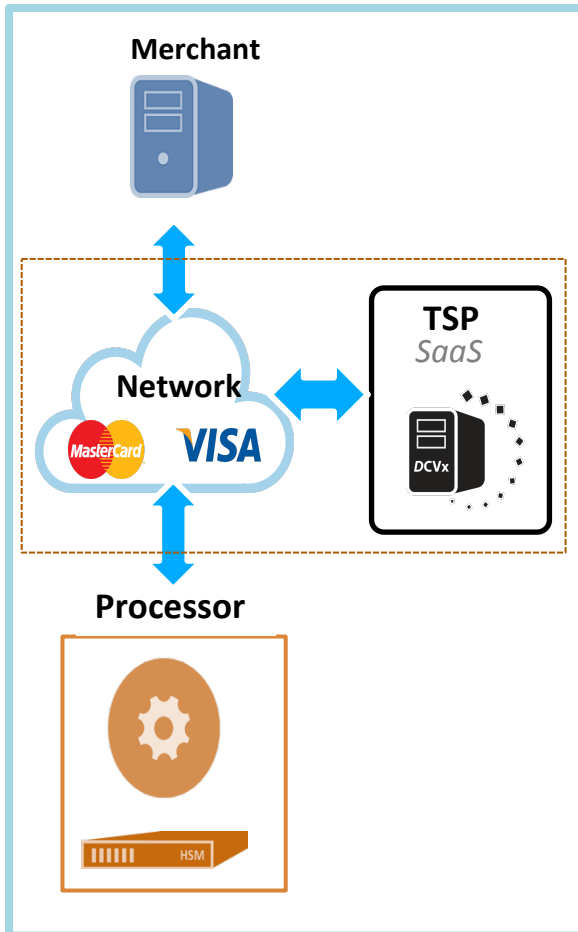 Merchant
TSP
SaaS
Network
MasterCard
VISA
DCVx
Processor
HSM